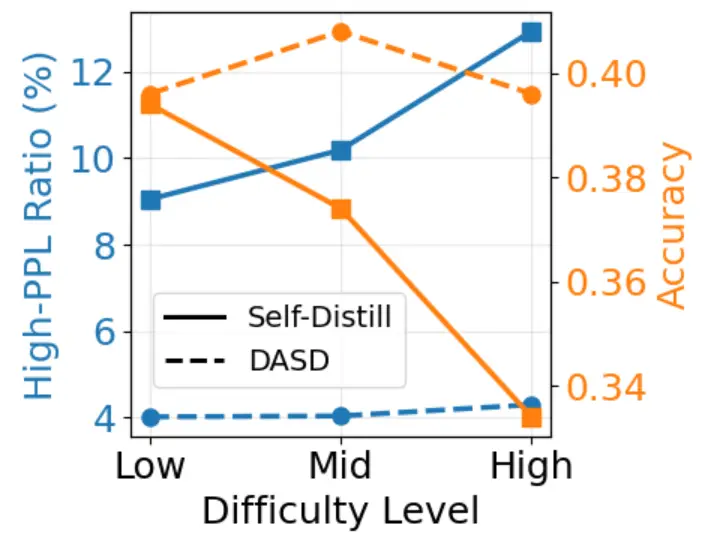 High-PPL Ratio (%)
12
10
8
6
4
0.40
0.38
0.36
0.34
Accuracy
Self-Distill
DASD
Low Mid High
Difficulty Level